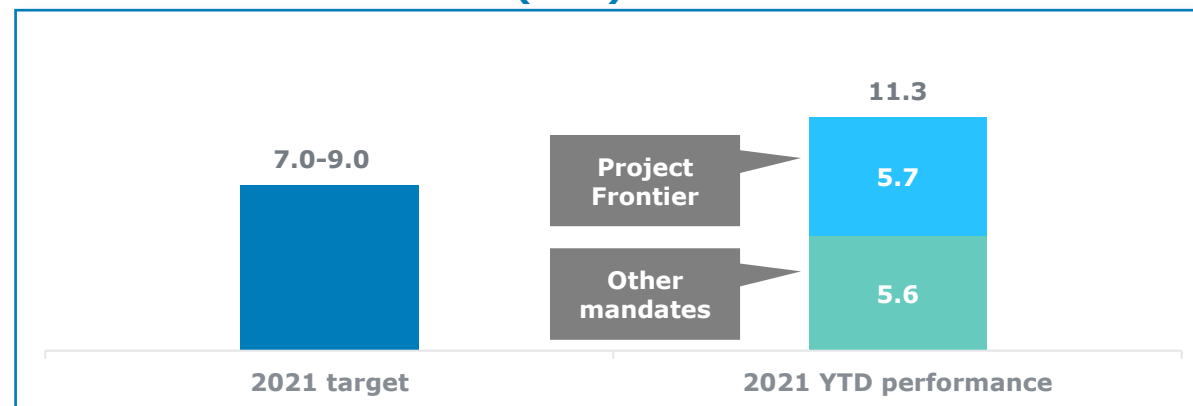 11.3
7.0-9.0
Project
Frontier
5.7
Other
mandates
5.6
2021 target
2021 YTD performance